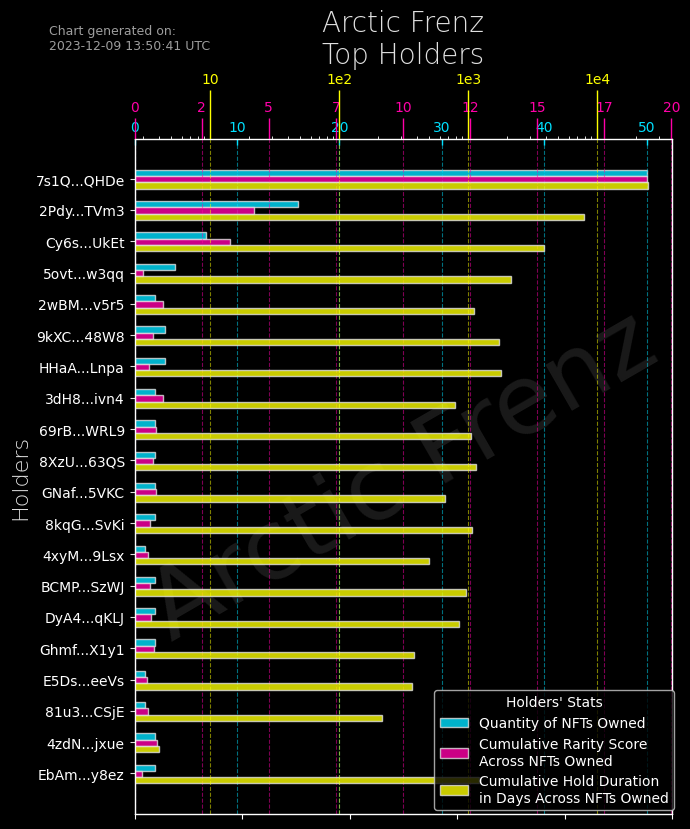 Chart generated on:
2023-12-09 13:50:41 UTC
Arctic Frenz
Top Holders
10 1e2 1e3 1e4
0 2 5 7 10 12 15 17 20
0 10 20 30 40 50
7s1Q...QHDe
2Pdy...TVm3
Cy6s...UkEt
5ovt...w3qq
2wBM...v5r5
9kXC...48W8
HHaA...Lnpa
3dH8...ivn4
69rB...WRL9
8XzU...63QS
GNaf...5VKC
8kqG...SvKi
4xyM...9Lsx
BCMP...SzWJ
DyA4...qKLJ
Ghmf...X1y1
E5Ds...eeVs
81u3...CSjE
4zdN...jxue
EbAm...y8ez
Holders
Arctic Frenz
Holders' Stats
Quantity of NFTs Owned
Cumulative Rarity Score
Across NFTs Owned
Cumulative Hold Duration
in Days Across NFTs Owned